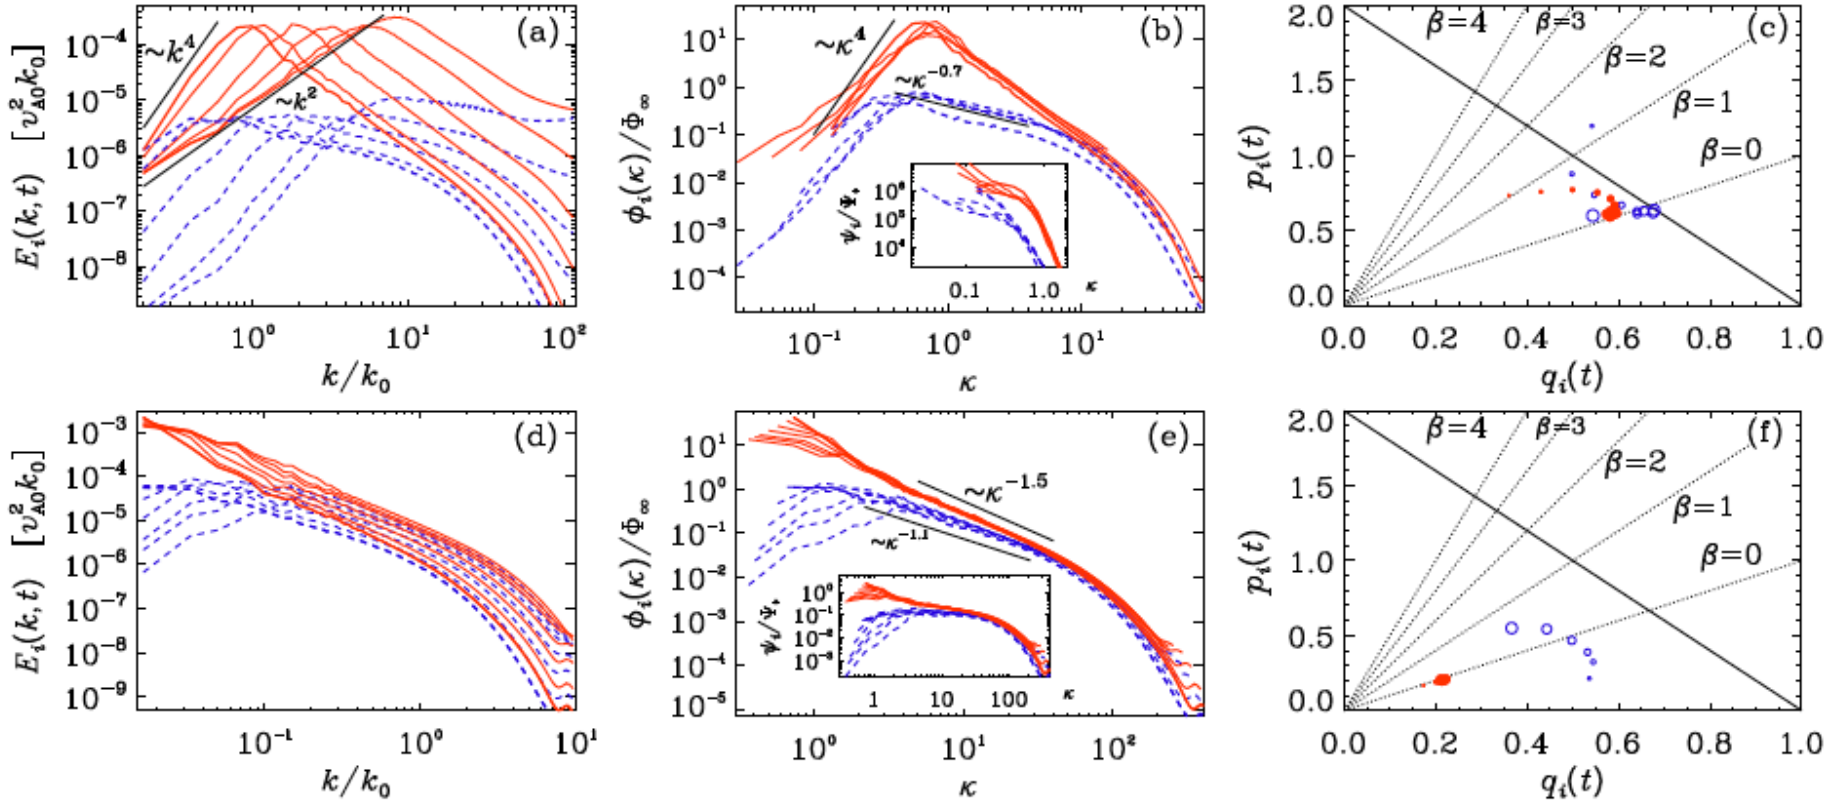 (a)
10⁻⁴
10⁻⁵
10⁻⁶
10⁻⁷
10⁻⁸
E_i(k, t) [v²_A0 k₀]
~k⁴
~k²
10⁰
10¹
10²
k/k₀
(b)
10¹
10⁰
10⁻¹
10⁻²
10⁻³
10⁻⁴
ϕ_i(κ)/Φ_∞
~κ⁴
~κ⁻⁰·⁷
ψ_i/Ψ_*
10⁶
10⁵
10⁴
0.1
1.0
κ
10⁻¹
10⁰
10¹
κ
(c)
2.0
1.5
1.0
0.5
0.0
p_i(t)
β=4
β=3
β=2
β=1
β=0
0.0
0.2
0.4
0.6
0.8
1.0
q_i(t)
(d)
10⁻³
10⁻⁴
10⁻⁵
10⁻⁶
10⁻⁷
10⁻⁸
10⁻⁹
E_i(k, t) [v²_A0 k₀]
10⁻¹
10⁰
10¹
k/k₀
(e)
10¹
10⁰
10⁻¹
10⁻²
10⁻³
10⁻⁴
10⁻⁵
ϕ_i(κ)/Φ_∞
~κ⁻¹·⁵
~κ⁻¹·¹
ψ_i/Ψ_*
10⁰
10⁻¹
10⁻²
10⁻³
1
10
100
κ
10⁰
10¹
10²
κ
(f)
2.0
1.5
1.0
0.5
0.0
p_i(t)
β=4
β=3
β=2
β=1
β=0
0.0
0.2
0.4
0.6
0.8
1.0
q_i(t)